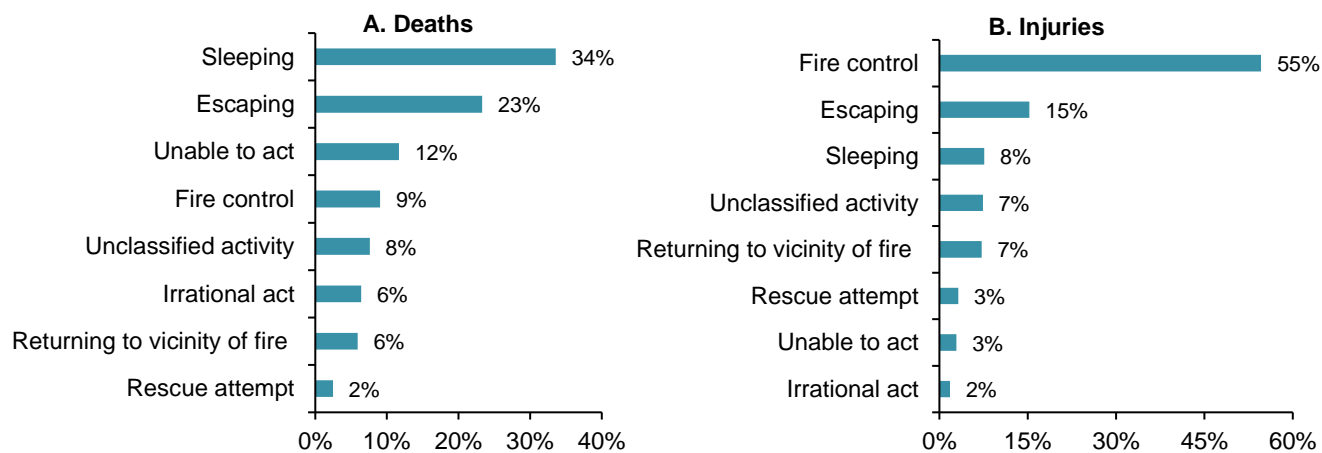 A. Deaths
Sleeping 34%
Escaping 23%
Unable to act 12%
Fire control 9%
Unclassified activity 8%
Irrational act 6%
Returning to vicinity of fire 6%
Rescue attempt 2%
0% 10% 20% 30% 40%
B. Injuries
Fire control 55%
Escaping 15%
Sleeping 8%
Unclassified activity 7%
Returning to vicinity of fire 7%
Rescue attempt 3%
Unable to act 3%
Irrational act 2%
0% 15% 30% 45% 60%